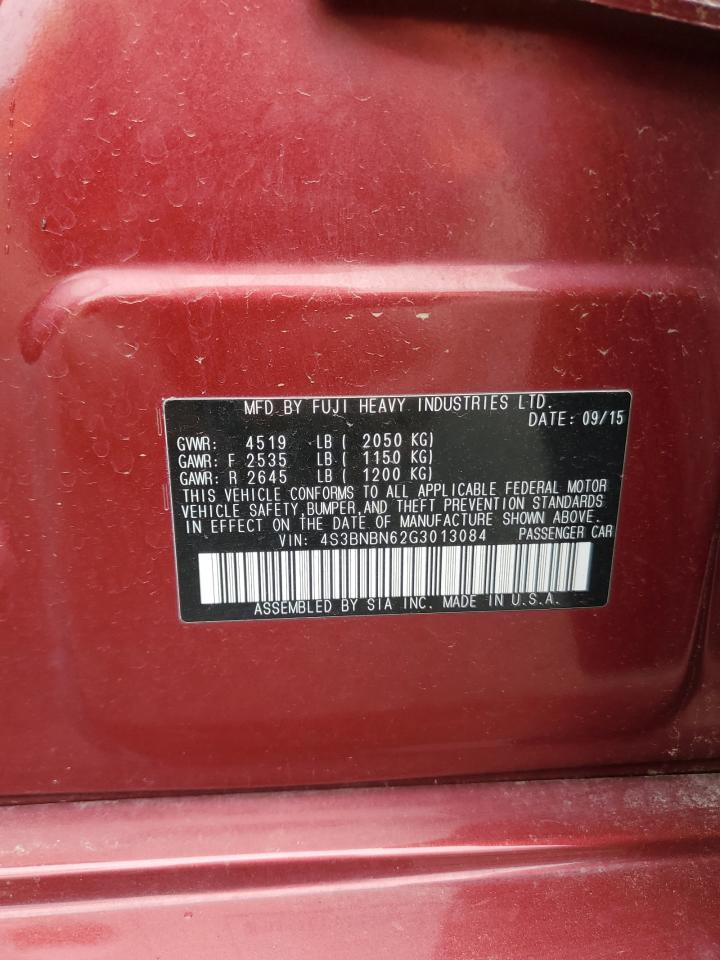 MFD BY FUJI HEAVY INDUSTRIES LTD.
DATE: 09/15
GVWR: 4519 LB ( 2050 KG)
GAWR: F 2535 LB ( 1150 KG)
GAWR: R 2645 LB ( 1200 KG)
THIS VEHICLE CONFORMS TO ALL APPLICABLE FEDERAL MOTOR
VEHICLE SAFETY, BUMPER, AND THEFT PREVENTION STANDARDS
IN EFFECT ON THE DATE OF MANUFACTURE SHOWN ABOVE.
VIN: 4S3BNBN62G3013084 PASSENGER CAR
ASSEMBLED BY SIA INC. MADE IN U.S.A.